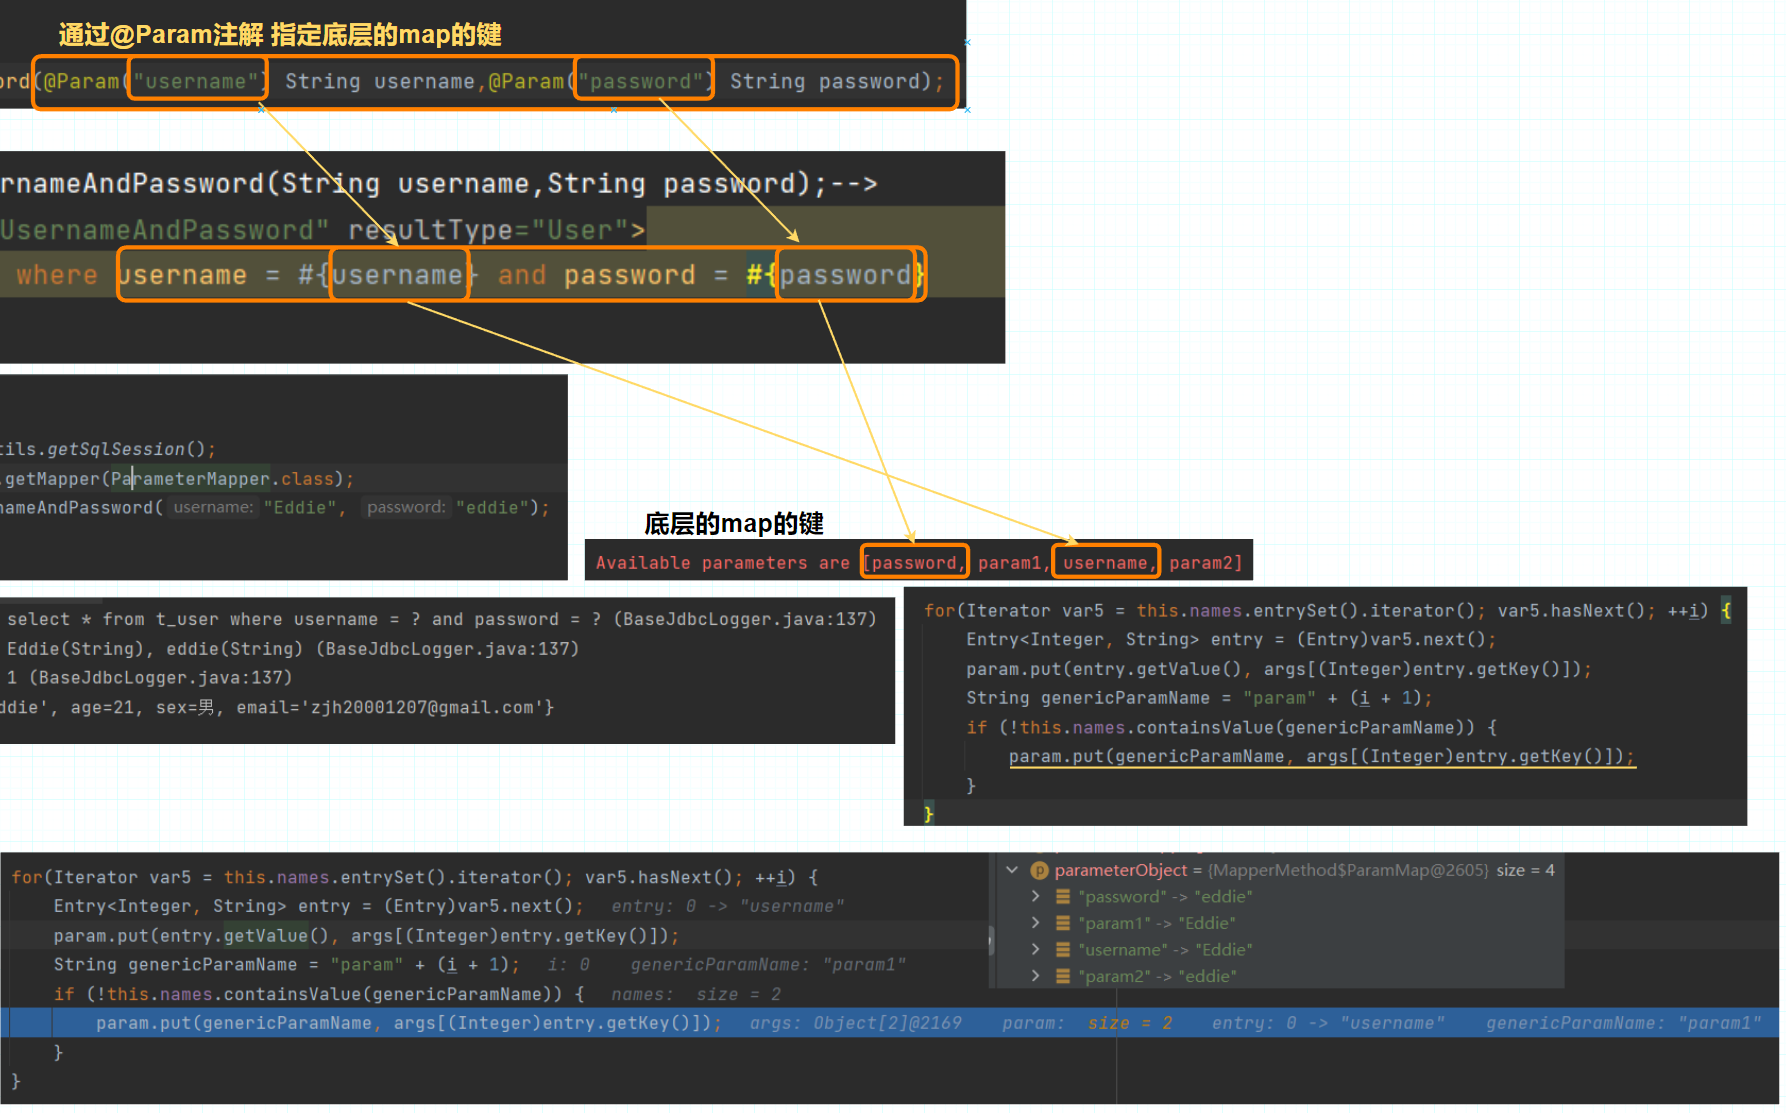 通过@Param注解 指定底层的map的键
ord(@Param("username") String username,@Param("password") String password);
rnameAndPassword(String username,String password);-->
UsernameAndPassword" resultType="User">
where username = #{username} and password = #{password}
tils.getSqlSession();
.getMapper(ParameterMapper.class);
nameAndPassword( username: "Eddie", password: "eddie");
底层的map的键
Available parameters are [password, param1, username, param2]
select * from t_user where username = ? and password = ? (BaseJdbcLogger.java:137)
Eddie(String), eddie(String) (BaseJdbcLogger.java:137)
1 (BaseJdbcLogger.java:137)
ddie', age=21, sex=男, email='zjh20001207@gmail.com'}
for(Iterator var5 = this.names.entrySet().iterator(); var5.hasNext(); ++i) {
Entry<Integer, String> entry = (Entry)var5.next();
param.put(entry.getValue(), args[(Integer)entry.getKey()]);
String genericParamName = "param" + (i + 1);
if (!this.names.containsValue(genericParamName)) {
param.put(genericParamName, args[(Integer)entry.getKey()]);
}
}
for(Iterator var5 = this.names.entrySet().iterator(); var5.hasNext(); ++i) {
Entry<Integer, String> entry = (Entry)var5.next(); entry: 0 -> "username"
param.put(entry.getValue(), args[(Integer)entry.getKey()]);
String genericParamName = "param" + (i + 1); i: 0 genericParamName: "param1"
if (!this.names.containsValue(genericParamName)) { names: size = 2
param.put(genericParamName, args[(Integer)entry.getKey()]); args: Object[2]@2169 param: size = 2 entry: 0 -> "username" genericParamName: "param1"
}
}
parameterObject = {MapperMethod$ParamMap@2605} size = 4
"password" -> "eddie"
"param1" -> "Eddie"
"username" -> "Eddie"
"param2" -> "eddie"